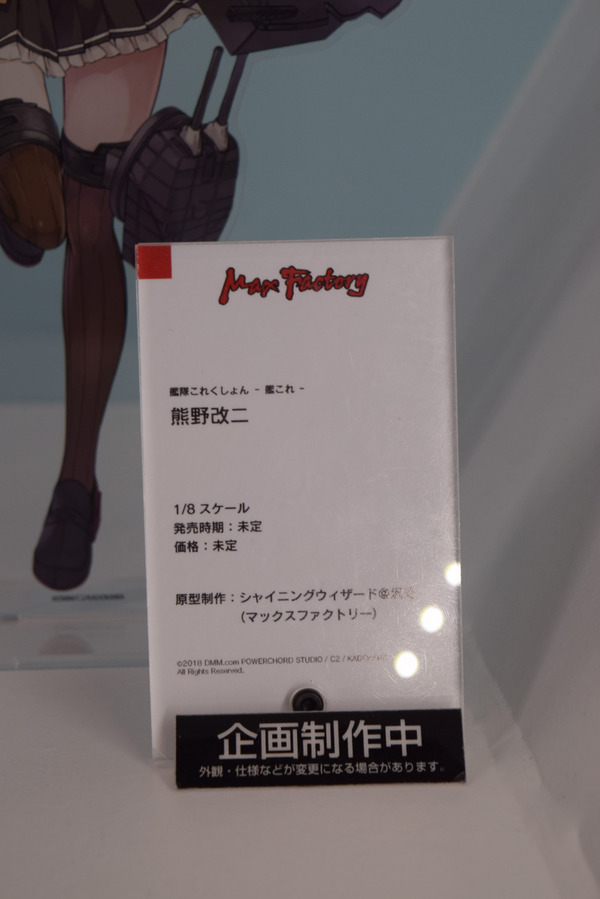 Max Factory
艦隊これくしょん - 艦これ -
熊野改二
1/8 スケール
発売時期：未定
価格：未定
原型制作：シャイニングウィザード＠
（マックスファクトリー）
©2018 DMM.com POWERCHORD STUDIO / C2 /
All Rights Reserved.
企画制作中
外観・仕様などが変更になる場合があります。